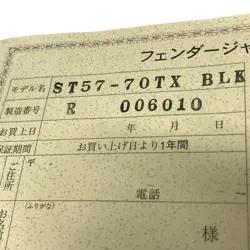 フェンダージャ
モデル名 ST57-70TX BLK
製造番号 R 006010
お買上日 年 月 日
保証期間 お買い上げ日より1年間
ご住所 〒
電話
(ふりがな)
様